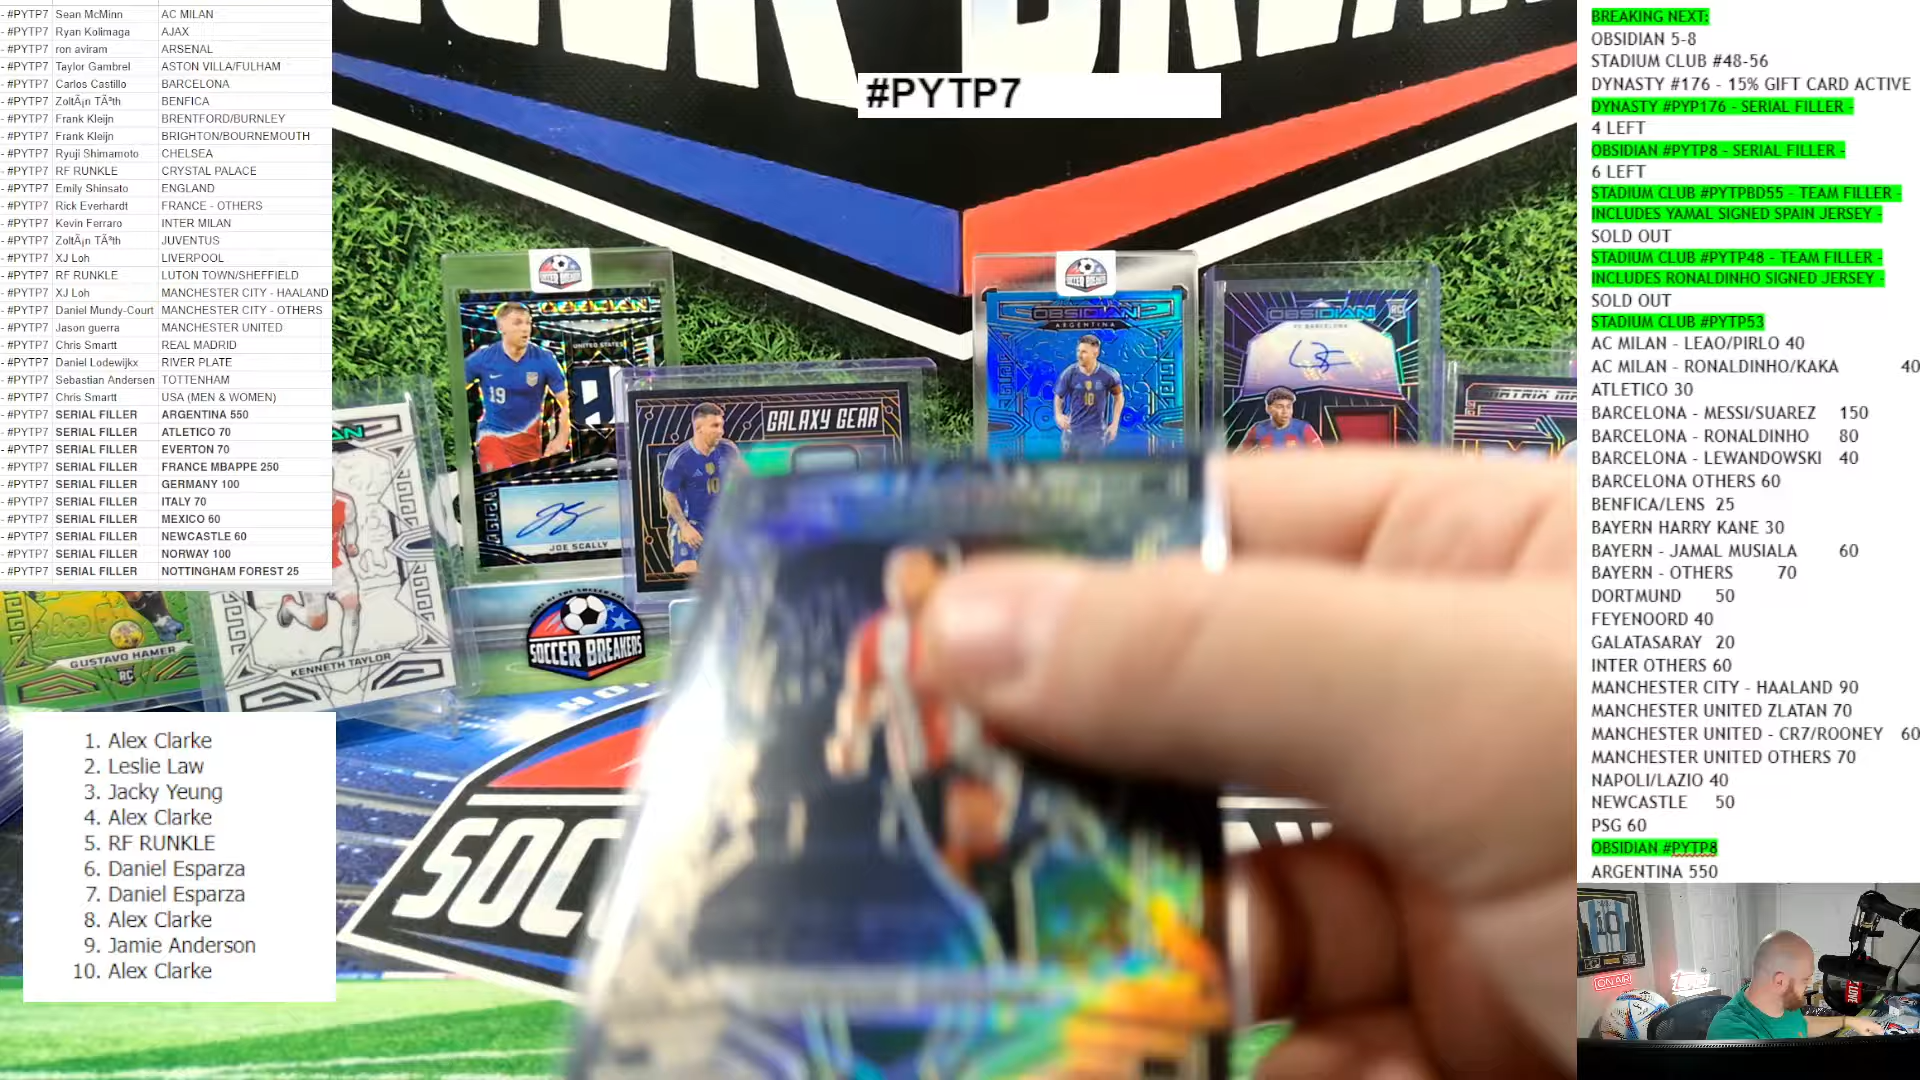 - #PYTP7 Sean McMinn AC MILAN
- #PYTP7 Ryan Kolimaga AJAX
- #PYTP7 ron aviram ARSENAL
- #PYTP7 Taylor Gambrel ASTON VILLA/FULHAM
- #PYTP7 Carlos Castillo BARCELONA
- #PYTP7 ZoltÃ¡n TÃªth BENFICA
- #PYTP7 Frank Kleijn BRENTFORD/BURNLEY
- #PYTP7 Frank Kleijn BRIGHTON/BOURNEMOUTH
- #PYTP7 Ryuji Shimamoto CHELSEA
- #PYTP7 RF RUNKLE CRYSTAL PALACE
- #PYTP7 Emily Shinsato ENGLAND
- #PYTP7 Rick Everhardt FRANCE - OTHERS
- #PYTP7 Kevin Ferraro INTER MILAN
- #PYTP7 ZoltÃ¡n TÃªth JUVENTUS
- #PYTP7 XJ Loh LIVERPOOL
- #PYTP7 RF RUNKLE LUTON TOWN/SHEFFIELD
- #PYTP7 XJ Loh MANCHESTER CITY - HAALAND
- #PYTP7 Daniel Mundy-Court MANCHESTER CITY - OTHERS
- #PYTP7 Jason guerra MANCHESTER UNITED
- #PYTP7 Chris Smartt REAL MADRID
- #PYTP7 Daniel Lodewijkx RIVER PLATE
- #PYTP7 Sebastian Andersen TOTTENHAM
- #PYTP7 Chris Smartt USA (MEN & WOMEN)
- #PYTP7 SERIAL FILLER ARGENTINA 550
- #PYTP7 SERIAL FILLER ATLETICO 70
- #PYTP7 SERIAL FILLER EVERTON 70
- #PYTP7 SERIAL FILLER FRANCE MBAPPE 250
- #PYTP7 SERIAL FILLER GERMANY 100
- #PYTP7 SERIAL FILLER ITALY 70
- #PYTP7 SERIAL FILLER MEXICO 60
- #PYTP7 SERIAL FILLER NEWCASTLE 60
- #PYTP7 SERIAL FILLER NORWAY 100
- #PYTP7 SERIAL FILLER NOTTINGHAM FOREST 25
#PYTP7
UNITED STATES
19
JOE SCALLY
GALAXY GEAR
10
OBSIDIAN
ARGENTINA
10
OBSIDIAN
FC BARCELONA
RC
GUSTAVO HAMER
RC
KENNETH TAYLOR
SOCCER BREAKERS
SOC
1. Alex Clarke
2. Leslie Law
3. Jacky Yeung
4. Alex Clarke
5. RF RUNKLE
6. Daniel Esparza
7. Daniel Esparza
8. Alex Clarke
9. Jamie Anderson
10. Alex Clarke
BREAKING NEXT:
OBSIDIAN 5-8
STADIUM CLUB #48-56
DYNASTY #176 - 15% GIFT CARD ACTIVE
DYNASTY #PYP176 - SERIAL FILLER -
4 LEFT
OBSIDIAN #PYTP8 - SERIAL FILLER -
6 LEFT
STADIUM CLUB #PYTPBD55 - TEAM FILLER -
INCLUDES YAMAL SIGNED SPAIN JERSEY -
SOLD OUT
STADIUM CLUB #PYTP48 - TEAM FILLER -
INCLUDES RONALDINHO SIGNED JERSEY -
SOLD OUT
STADIUM CLUB #PYTP53
AC MILAN - LEAO/PIRLO 40
AC MILAN - RONALDINHO/KAKA 40
ATLETICO 30
BARCELONA - MESSI/SUAREZ 150
BARCELONA - RONALDINHO 80
BARCELONA - LEWANDOWSKI 40
BARCELONA OTHERS 60
BENFICA/LENS 25
BAYERN HARRY KANE 30
BAYERN - JAMAL MUSIALA 60
BAYERN - OTHERS 70
DORTMUND 50
FEYENOORD 40
GALATASARAY 20
INTER OTHERS 60
MANCHESTER CITY - HAALAND 90
MANCHESTER UNITED ZLATAN 70
MANCHESTER UNITED - CR7/ROONEY 60
MANCHESTER UNITED OTHERS 70
NAPOLI/LAZIO 40
NEWCASTLE 50
PSG 60
OBSIDIAN #PYTP8
ARGENTINA 550
10
ON AIR